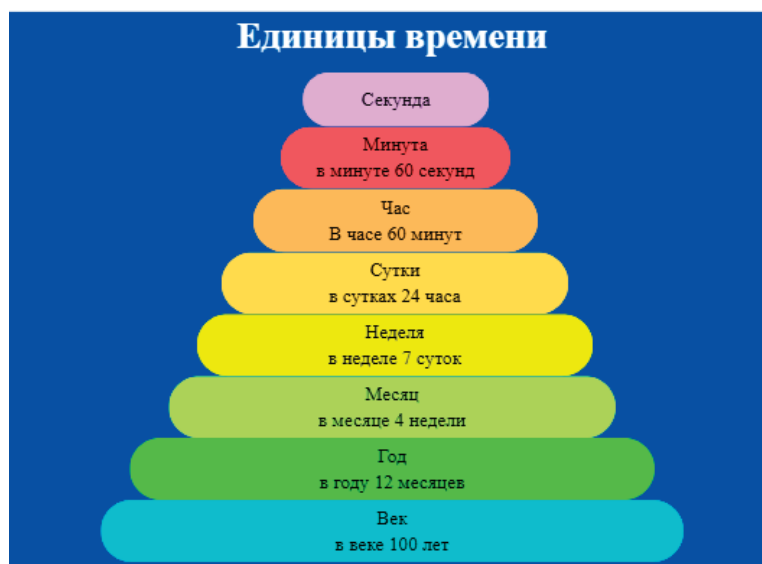 Единицы времени
Секунда
Минута
в минуте 60 секунд
Час
В часе 60 минут
Сутки
в сутках 24 часа
Неделя
в неделе 7 суток
Месяц
в месяце 4 недели
Год
в году 12 месяцев
Век
в веке 100 лет